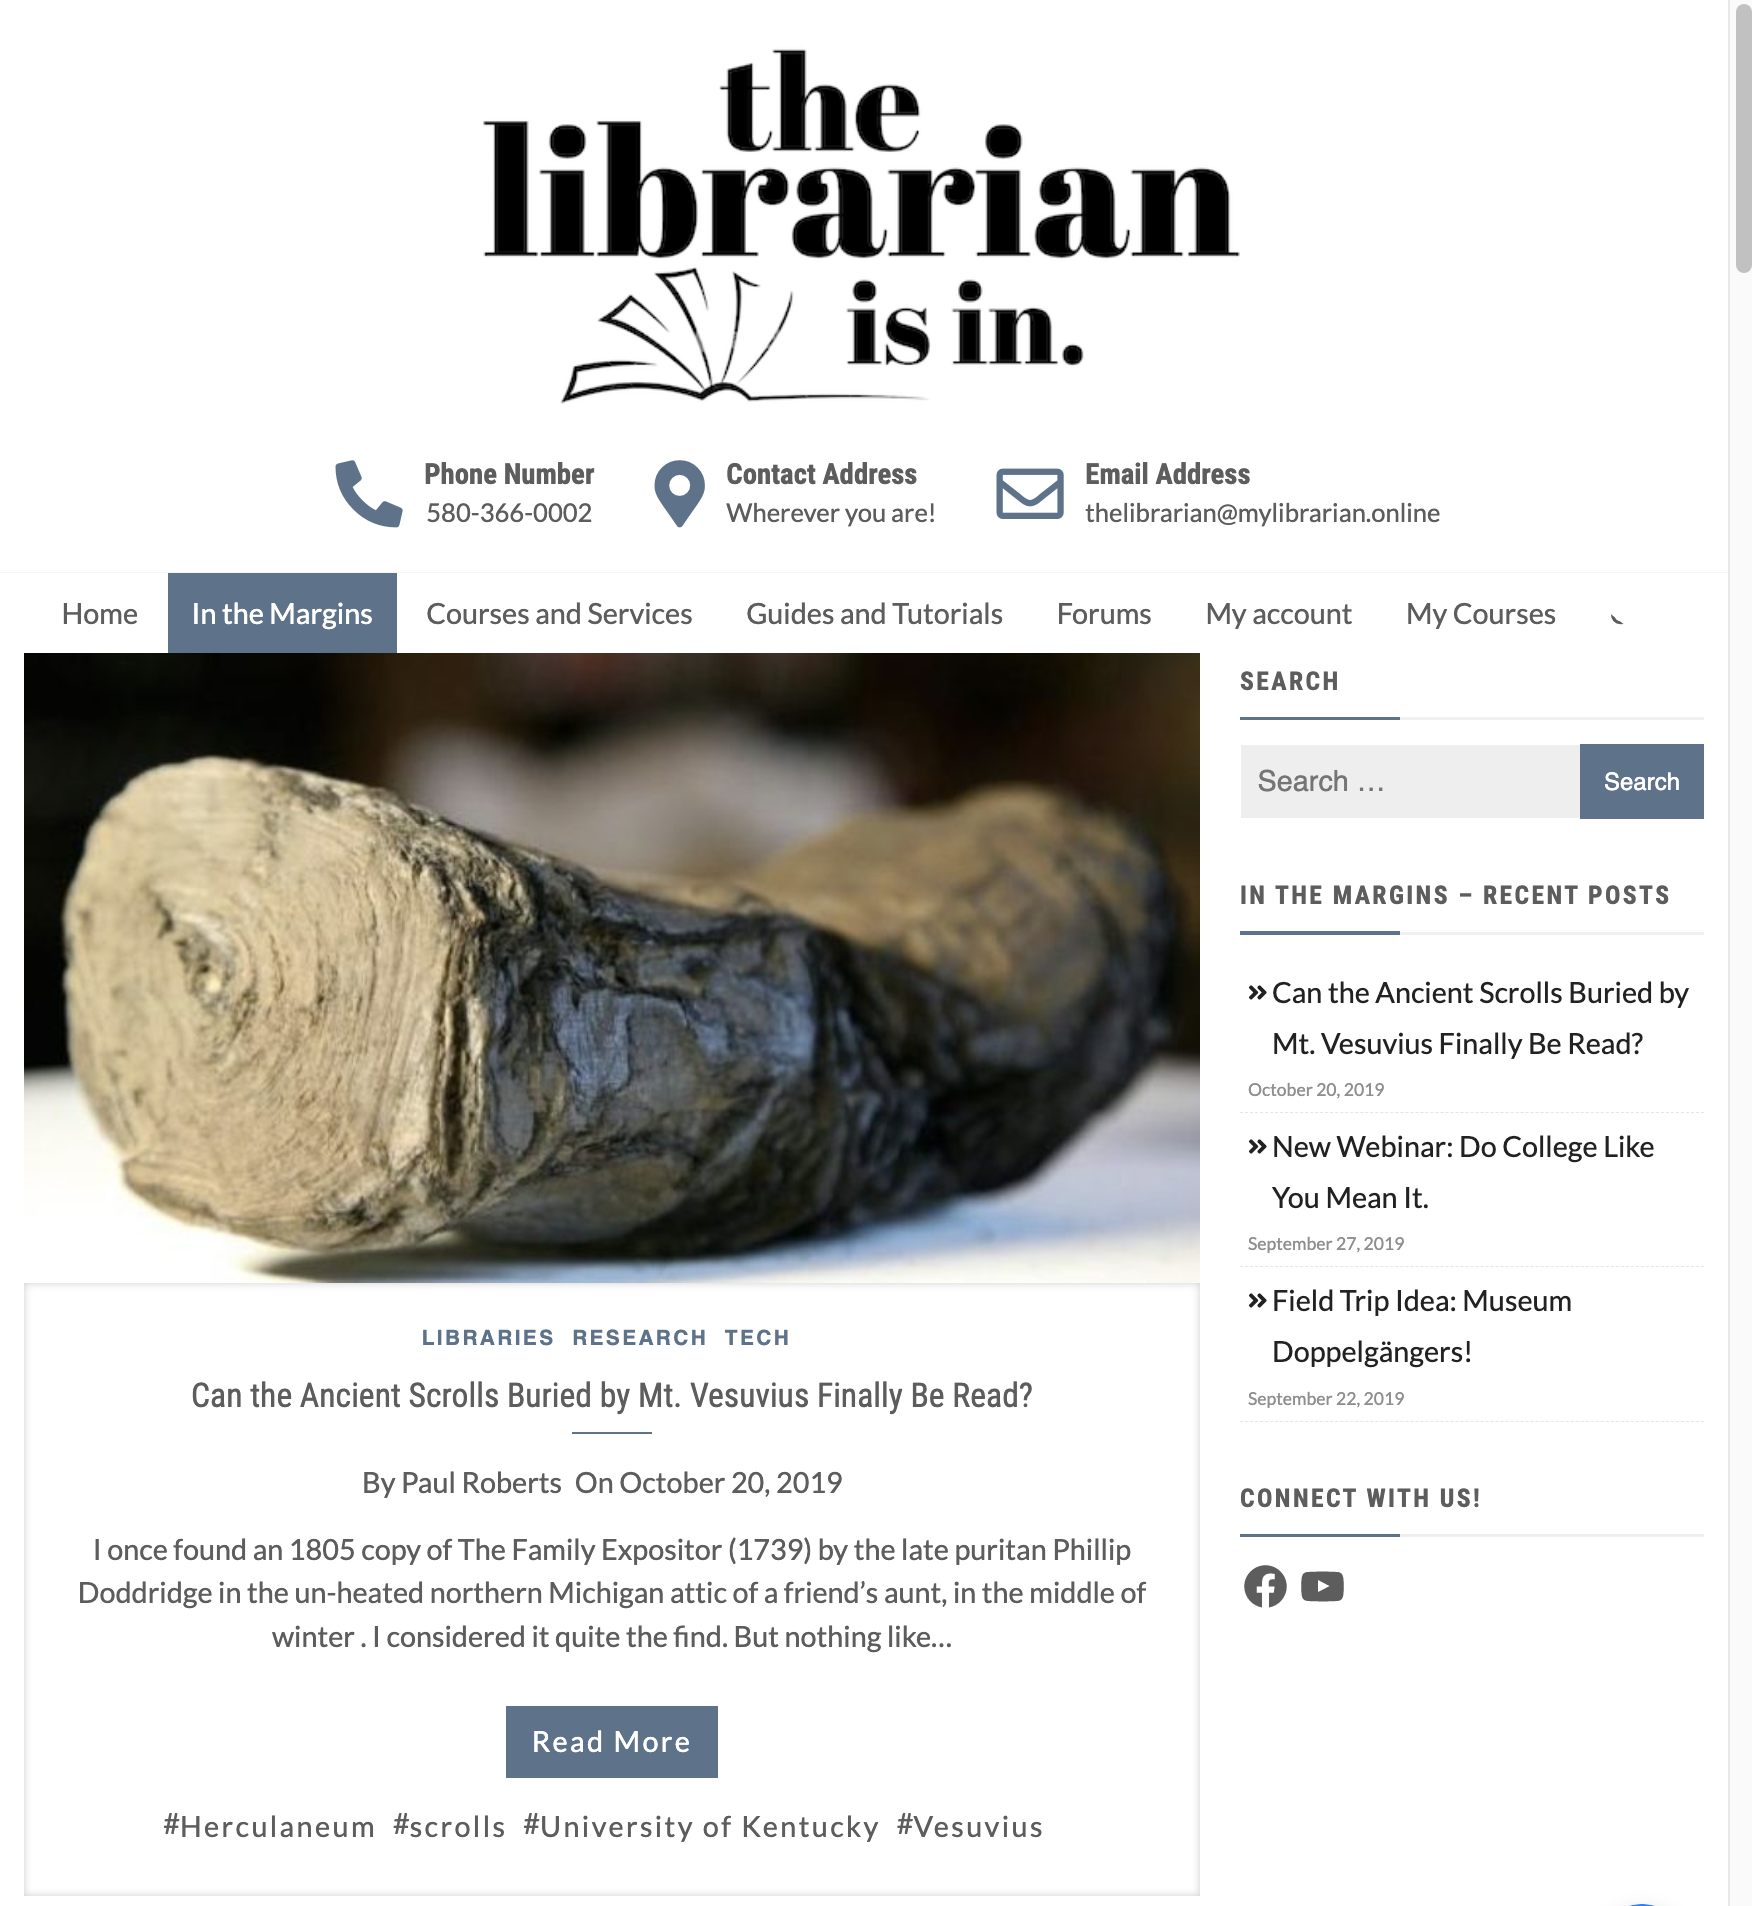 the
librarian
is in.
Phone Number
580-366-0002
Contact Address
Wherever you are!
Email Address
thelibrarian@mylibrarian.online
Home In the Margins Courses and Services Guides and Tutorials Forums My account My Courses
LIBRARIES RESEARCH TECH
Can the Ancient Scrolls Buried by Mt. Vesuvius Finally Be Read?
By Paul Roberts On October 20, 2019
I once found an 1805 copy of The Family Expositor (1739) by the late puritan Phillip
Doddridge in the un-heated northern Michigan attic of a friend’s aunt, in the middle of
winter . I considered it quite the find. But nothing like…
Read More
#Herculaneum #scrolls #University of Kentucky #Vesuvius
SEARCH
Search …
Search
IN THE MARGINS – RECENT POSTS
» Can the Ancient Scrolls Buried by
Mt. Vesuvius Finally Be Read?
October 20, 2019
» New Webinar: Do College Like
You Mean It.
September 27, 2019
» Field Trip Idea: Museum
Doppelgängers!
September 22, 2019
CONNECT WITH US!